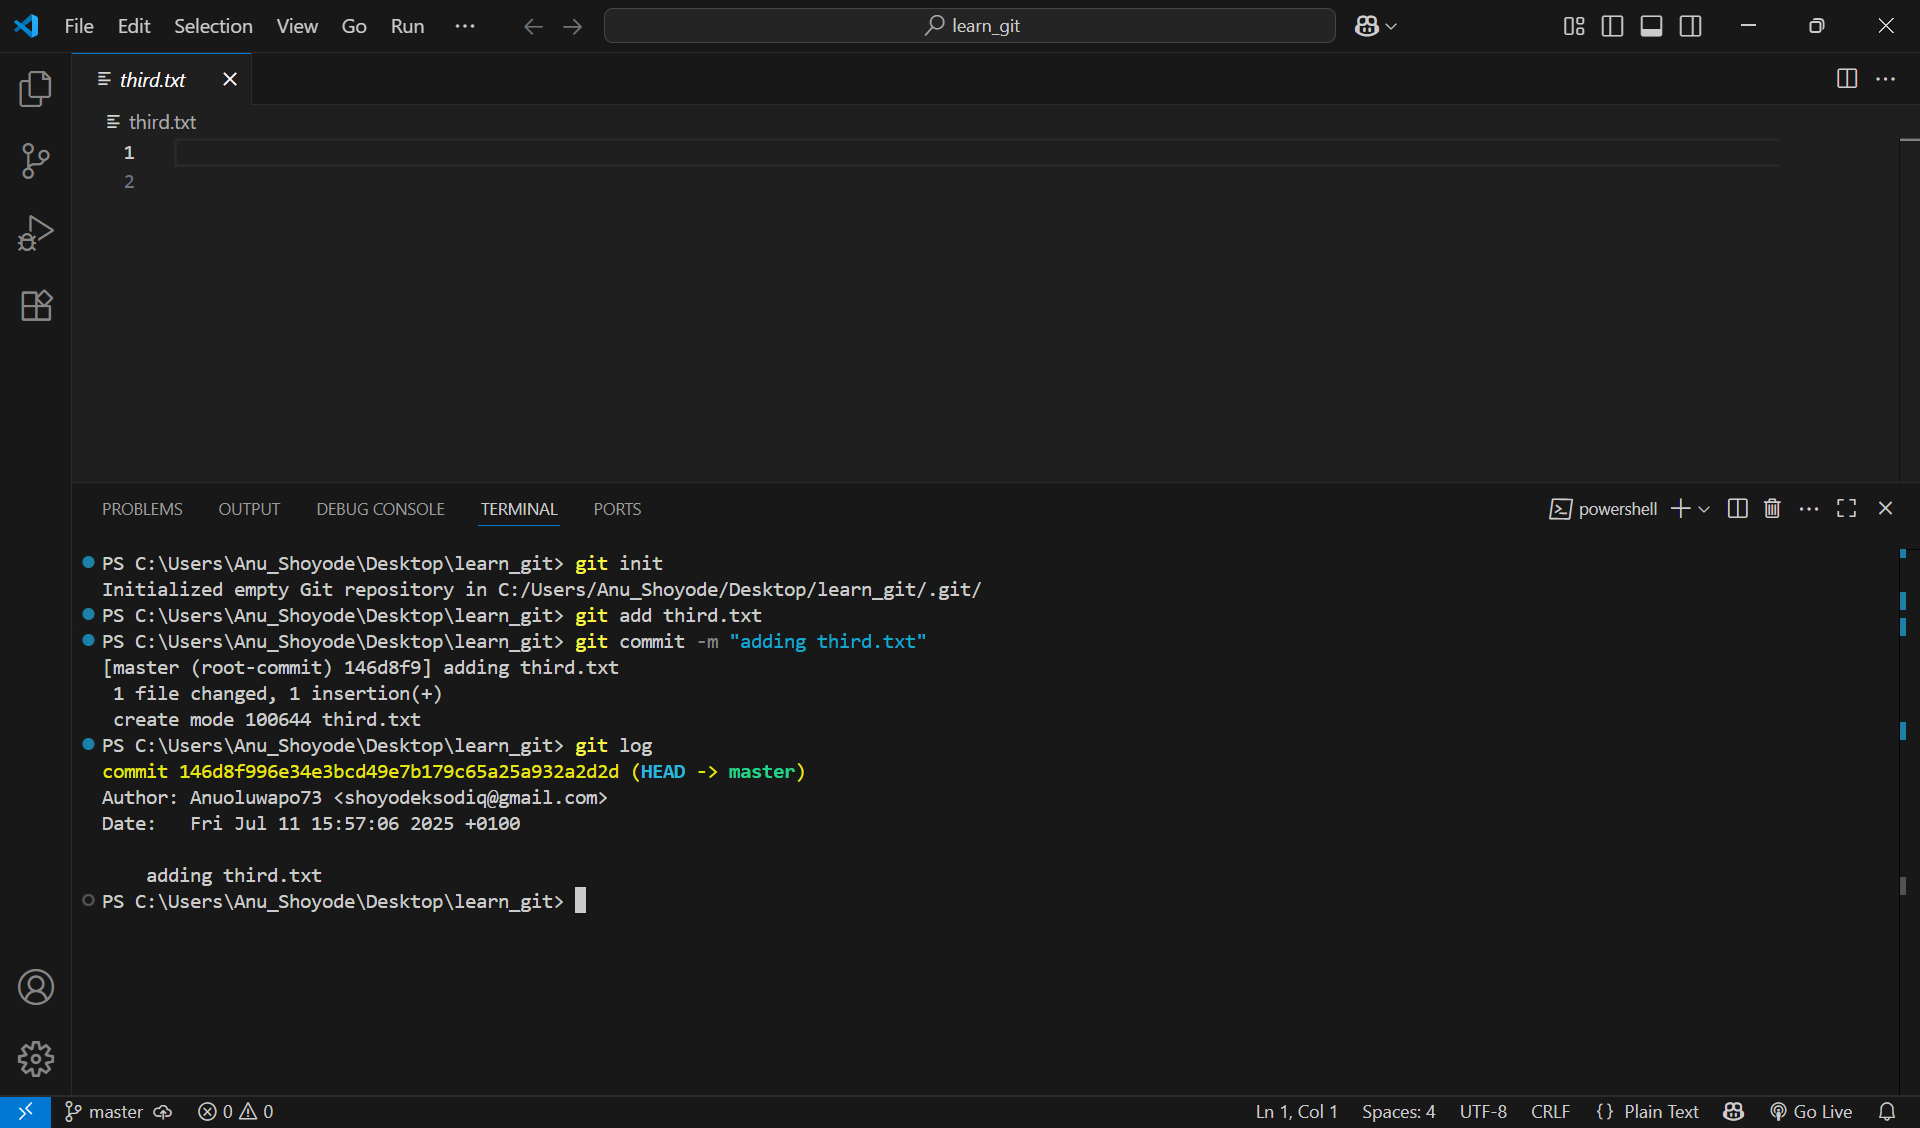 File Edit Selection View Go Run ··· learn_git
third.txt
third.txt
1
2
PROBLEMS OUTPUT DEBUG CONSOLE TERMINAL PORTS powershell
PS C:\Users\Anu_Shoyode\Desktop\learn_git> git init
Initialized empty Git repository in C:/Users/Anu_Shoyode/Desktop/learn_git/.git/
PS C:\Users\Anu_Shoyode\Desktop\learn_git> git add third.txt
PS C:\Users\Anu_Shoyode\Desktop\learn_git> git commit -m "adding third.txt"
[master (root-commit) 146d8f9] adding third.txt
 1 file changed, 1 insertion(+)
 create mode 100644 third.txt
PS C:\Users\Anu_Shoyode\Desktop\learn_git> git log
commit 146d8f996e34e3bcd49e7b179c65a25a932a2d2d (HEAD -> master)
Author: Anuoluwapo73 <shoyodeksodiq@gmail.com>
Date:   Fri Jul 11 15:57:06 2025 +0100
    adding third.txt
PS C:\Users\Anu_Shoyode\Desktop\learn_git>
master 0 0 Ln 1, Col 1 Spaces: 4 UTF-8 CRLF {} Plain Text Go Live